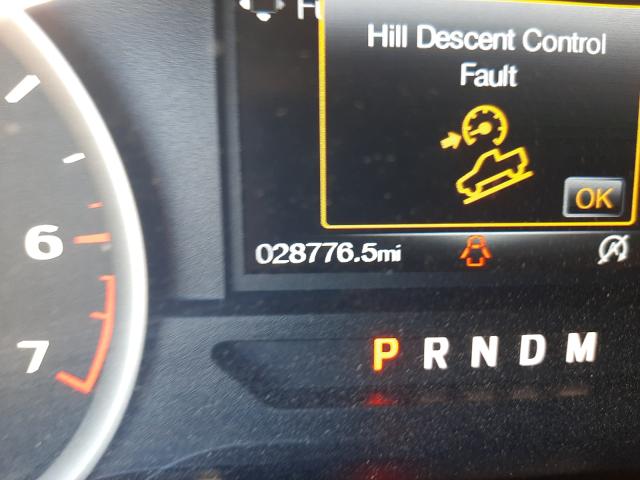 Hill Descent Control
Fault
OK
028776.5mi
6
7
P R N D M